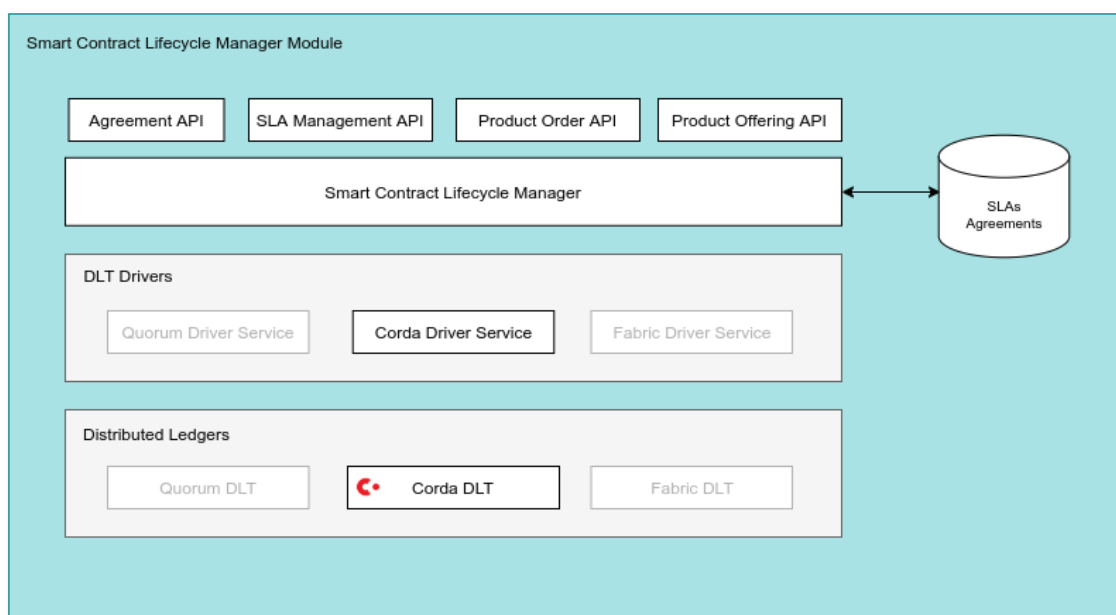 Smart Contract Lifecycle Manager Module
Agreement API
SLA Management API
Product Order API
Product Offering API
Smart Contract Lifecycle Manager
SLAs
Agreements
DLT Drivers
Quorum Driver Service
Corda Driver Service
Fabric Driver Service
Distributed Ledgers
Quorum DLT
Corda DLT
Fabric DLT